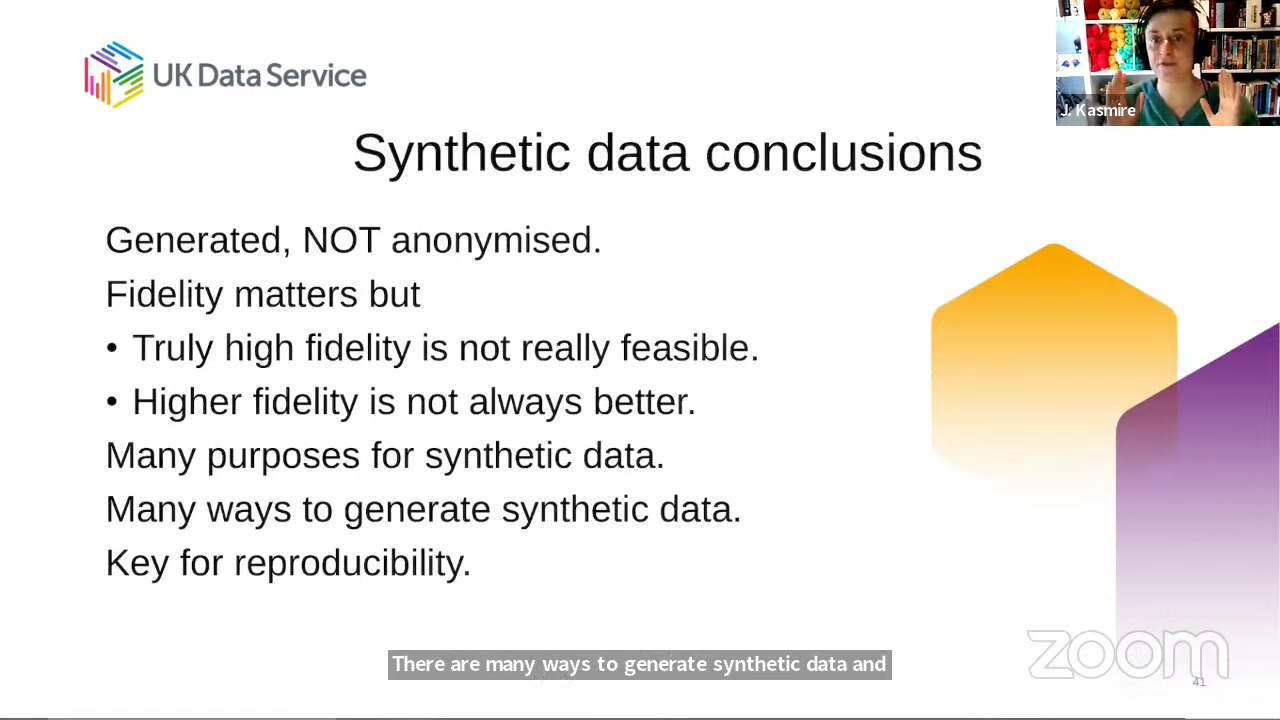 UK Data Service
J. Kasmire
Synthetic data conclusions
Generated, NOT anonymised.
Fidelity matters but
• Truly high fidelity is not really feasible.
• Higher fidelity is not always better.
Many purposes for synthetic data.
Many ways to generate synthetic data.
Key for reproducibility.
There are many ways to generate synthetic data and
zoom
41